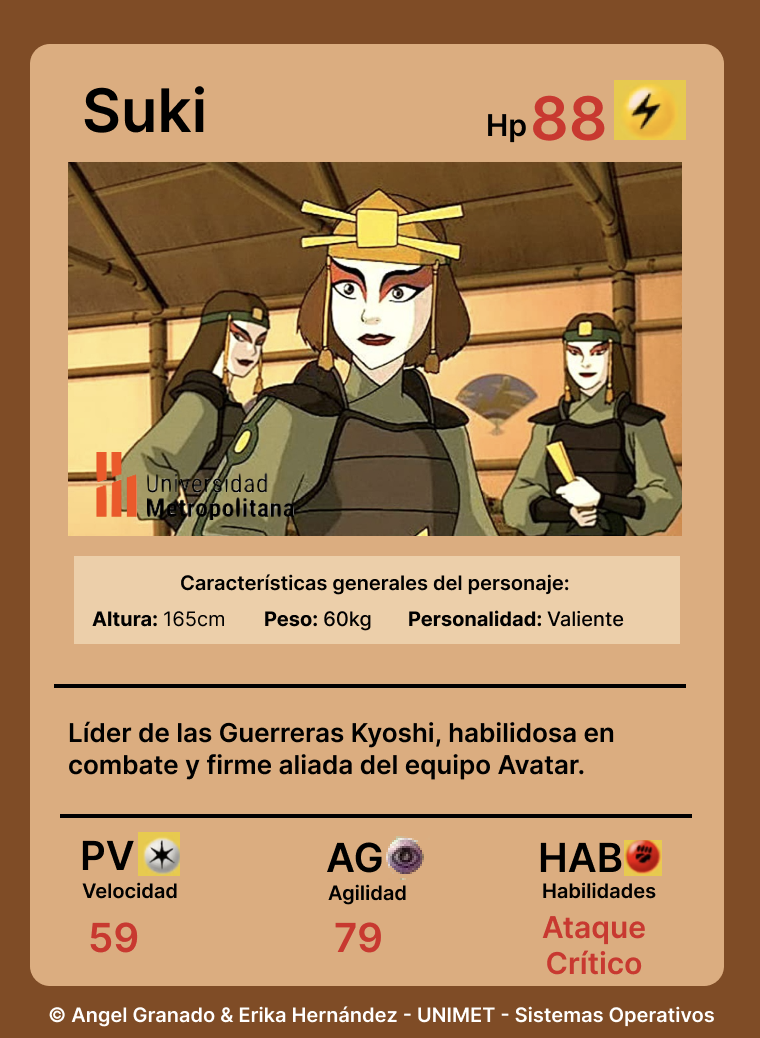 Suki
Hp 88
Universidad
Metropolitana
Características generales del personaje:
Altura: 165cm Peso: 60kg Personalidad: Valiente
Líder de las Guerreras Kyoshi, habilidosa en
combate y firme aliada del equipo Avatar.
PV AG HAB
Velocidad Agilidad Habilidades
59 79 Ataque
Crítico
© Angel Granado & Erika Hernández - UNIMET - Sistemas Operativos